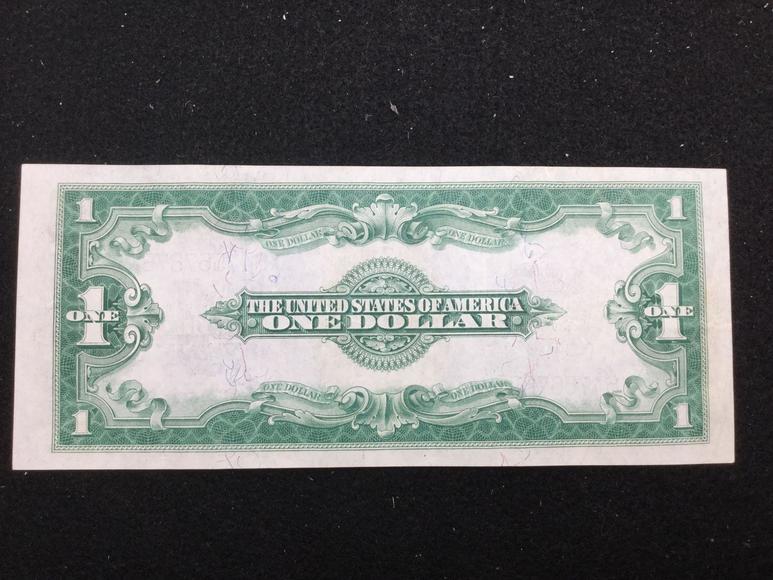 1 1
ONE DOLLAR ONE DOLLAR
ONE THE UNITED STATES OF AMERICA ONE
ONE DOLLAR
ONE DOLLAR ONE DOLLAR
1 1